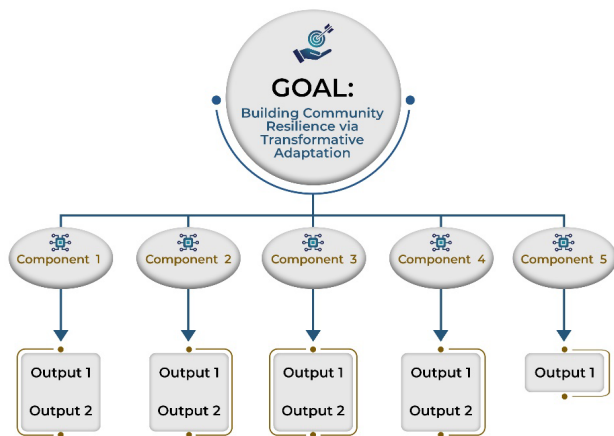 GOAL:
Building Community
Resilience via
Transformative
Adaptation
Component 1
Component 2
Component 3
Component 4
Component 5
Output 1
Output 2
Output 1
Output 2
Output 1
Output 2
Output 1
Output 2
Output 1